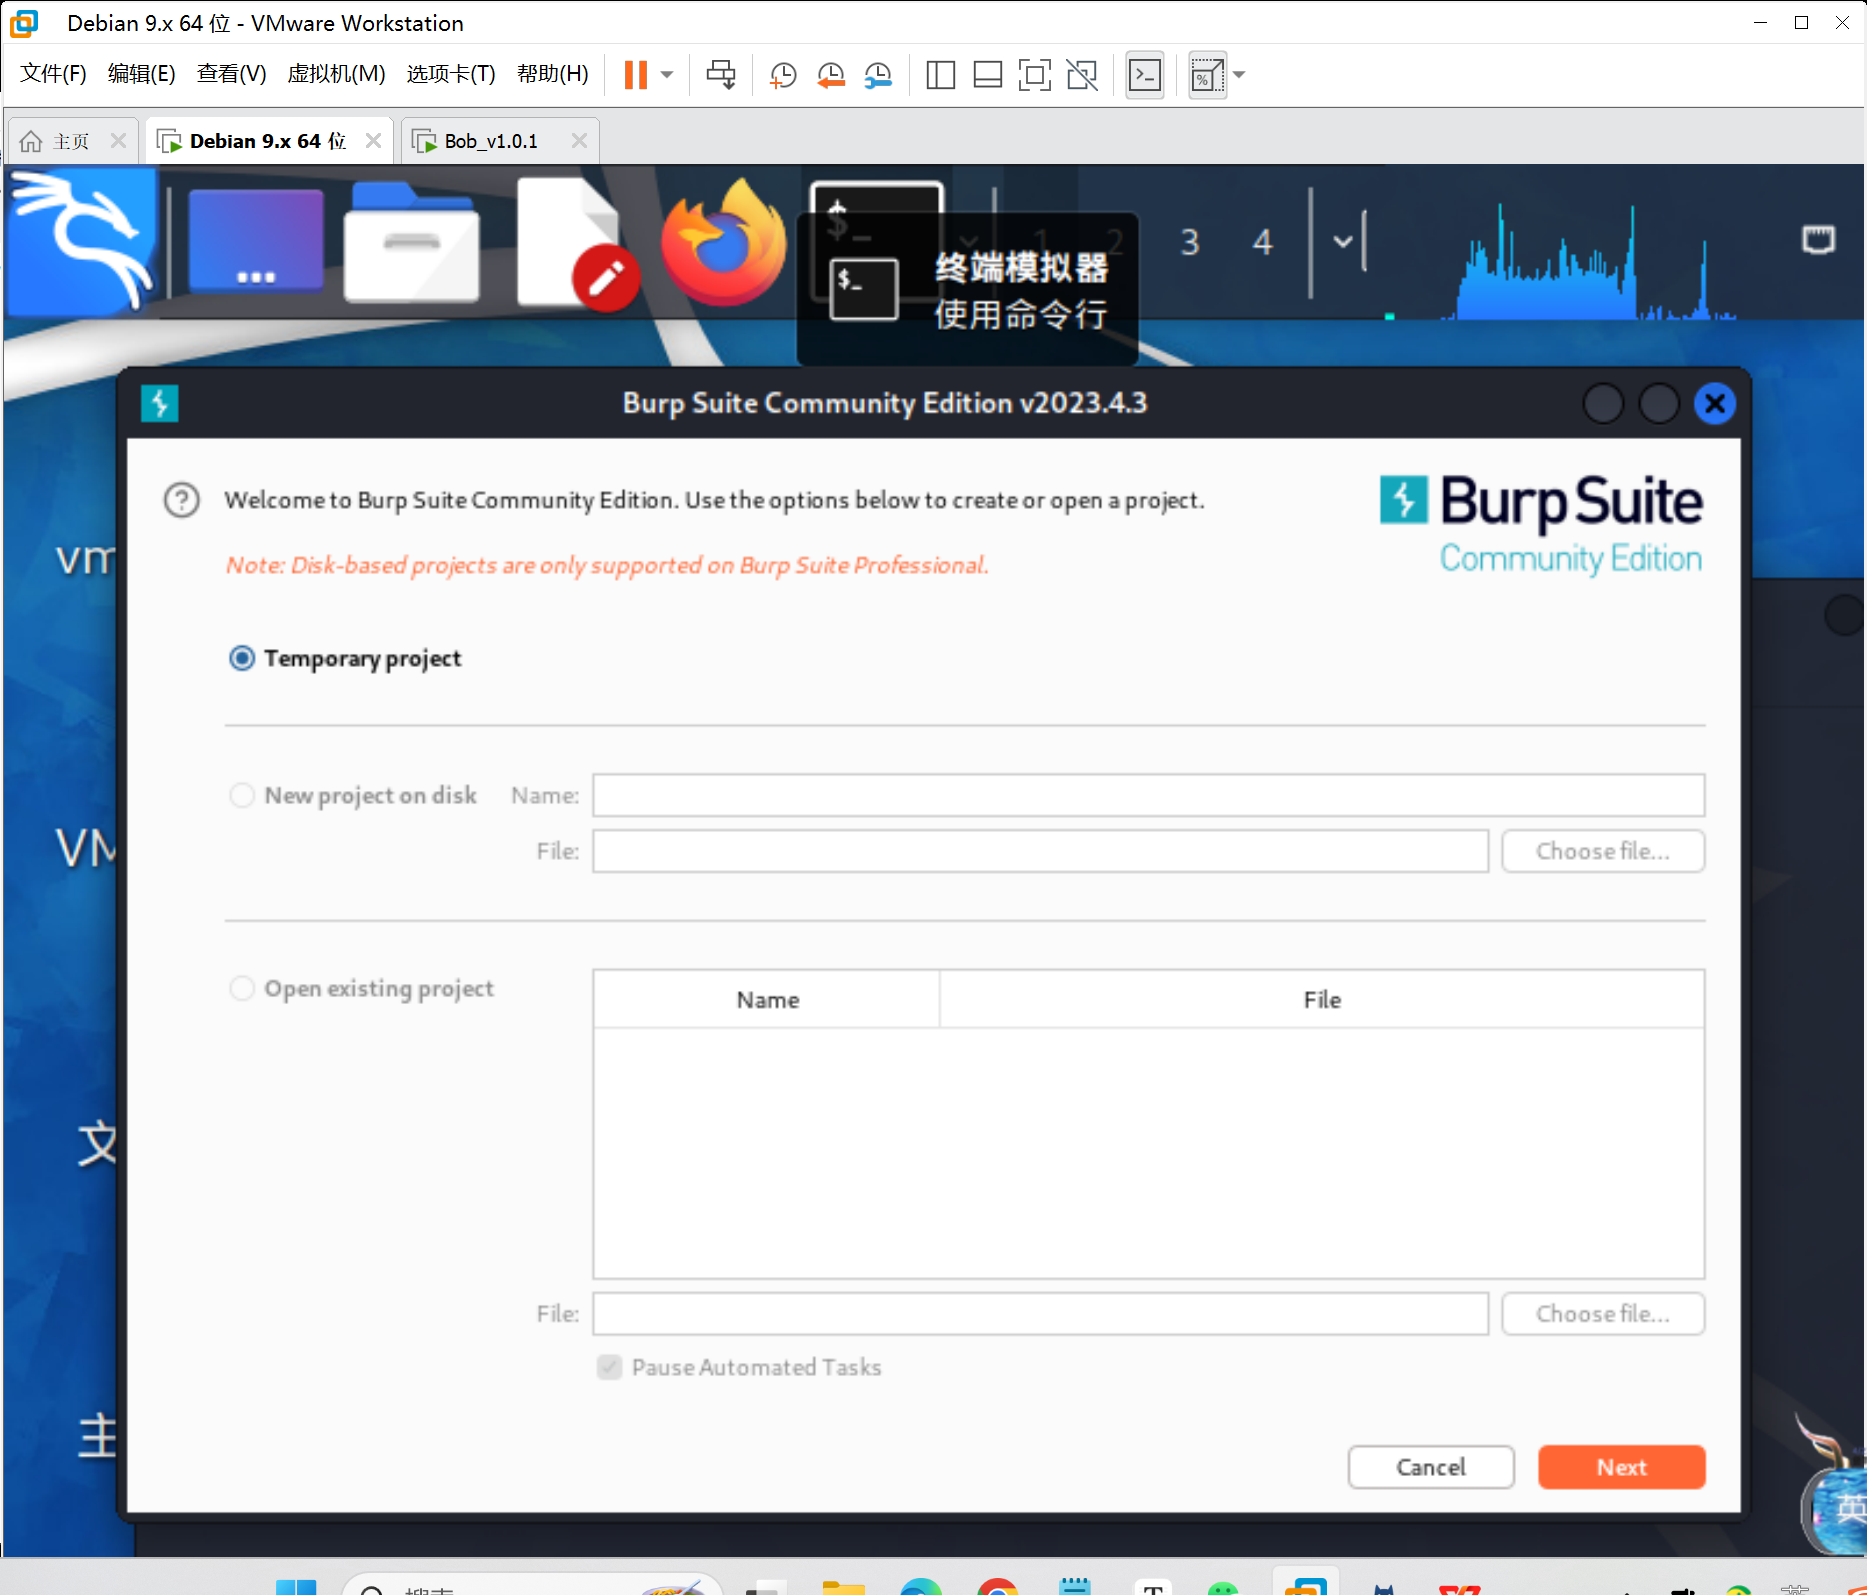 Debian 9.x 64 位 - VMware Workstation
文件(F) 编辑(E) 查看(V) 虚拟机(M) 选项卡(T) 帮助(H)
主页
Debian 9.x 64 位
Bob_v1.0.1
1 2 3 4
终端模拟器
使用命令行
Burp Suite Community Edition v2023.4.3
Welcome to Burp Suite Community Edition. Use the options below to create or open a project.
Note: Disk-based projects are only supported on Burp Suite Professional.
Burp Suite
Community Edition
vm
Temporary project
New project on disk Name:
VM
File: Choose file...
Open existing project
Name File
文
File: Choose file...
Pause Automated Tasks
主
Cancel Next
英
搜索